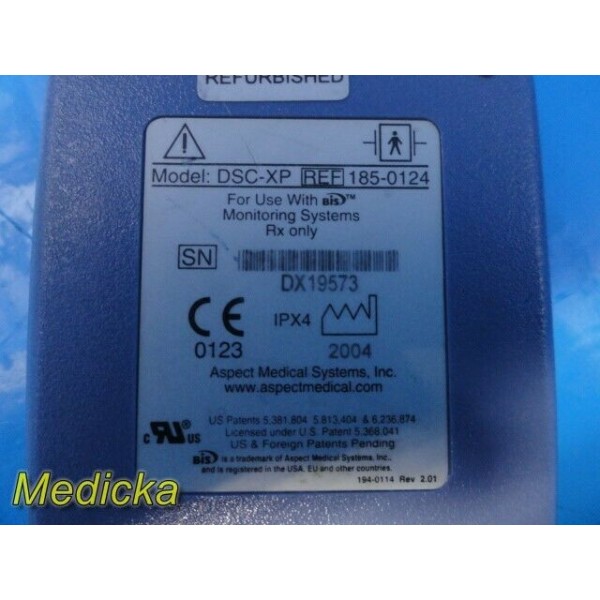 REFURBISHED
Model: DSC-XP REF 185-0124
For Use With BIS™
Monitoring Systems
Rx only
SN
DX19573
CE IPX4
0123 2004
Aspect Medical Systems, Inc.
www.aspectmedical.com
US Patents 5,381,804 5,813,404 & 6,236,874
Licensed under U.S. Patent 5,368,041
US & Foreign Patents Pending
C UL US
BIS is a trademark of Aspect Medical Systems, Inc.
and is registered in the USA, EU and other countries.
194-0114 Rev 2.01
Medicka